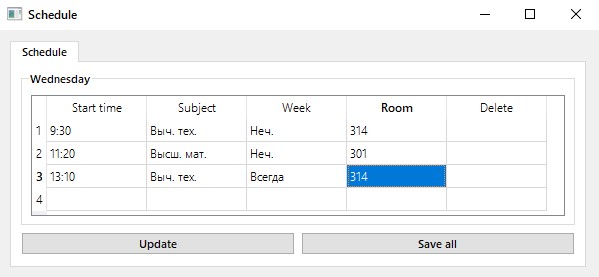 Schedule
Schedule
Wednesday
Start time Subject Week Room Delete
1 9:30 Выч. тех. Неч. 314
2 11:20 Высш. мат. Неч. 301
3 13:10 Выч. тех. Всегда 314
4
Update Save all